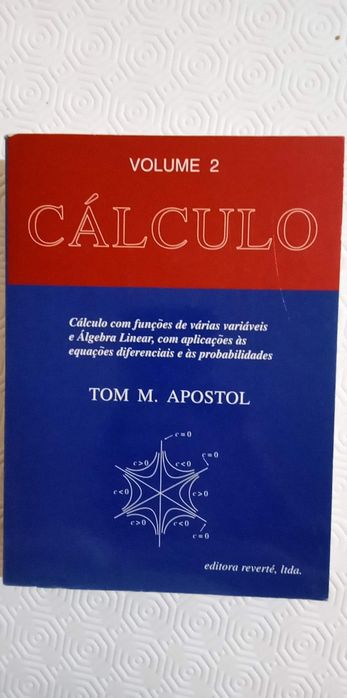 VOLUME 2
CÁLCULO
Cálculo com funções de várias variáveis
e Álgebra Linear, com aplicações às
equações diferenciais e às probabilidades
TOM M. APOSTOL
c = 0
c<0
c>0
c>0
c = 0
c<0
c<0
c>0
c>0
c<0
c = 0
editora reverté, ltda.